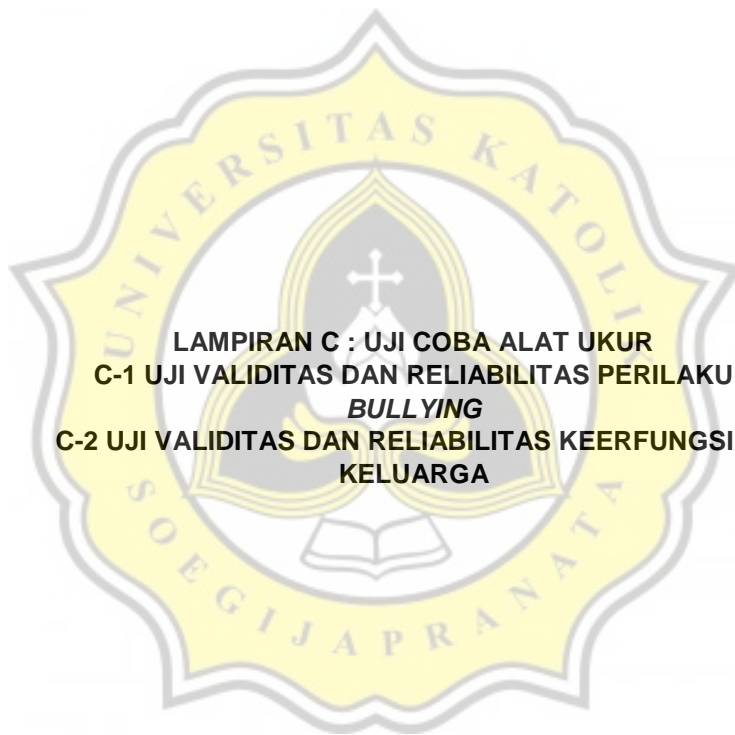 UNIVERSITAS KATOLIK
LAMPIRAN C : UJI COBA ALAT UKUR
C-1 UJI VALIDITAS DAN RELIABILITAS PERILAKU
BULLYING
C-2 UJI VALIDITAS DAN RELIABILITAS KEERFUNGSI
KELUARGA
SOEGIJAPRANATA